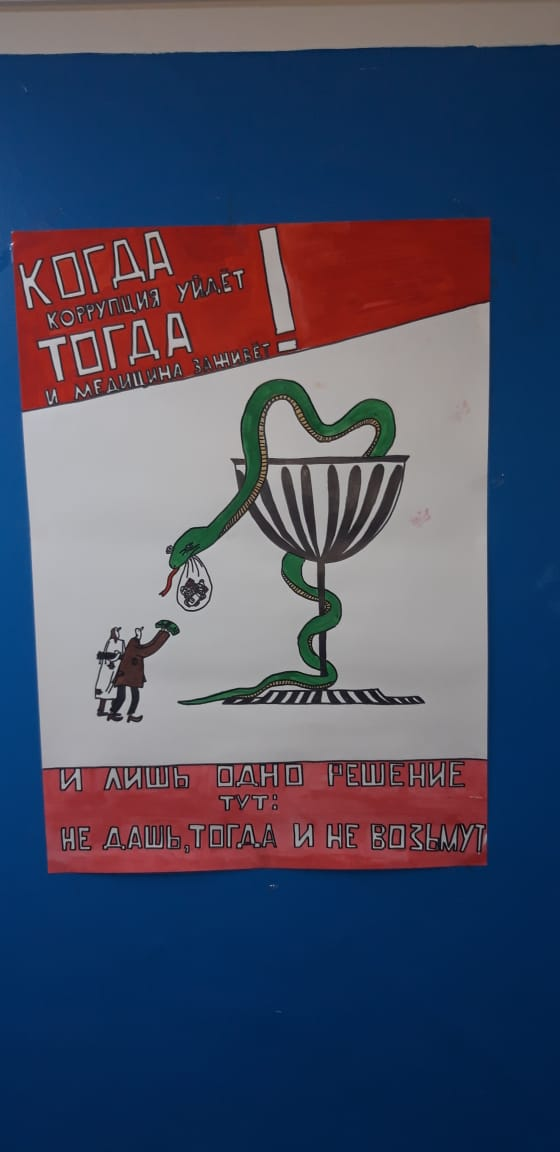 КОГДА
КОРРУПЦИЯ УЙДЁТ
ТОГДА
И МЕДИЦИНА ЗАЖИВЁТ!
И ЛИШЬ ОДНО РЕШЕНИЕ
ТУТ:
НЕ ДАШЬ, ТОГДА И НЕ ВОЗЬМУТ